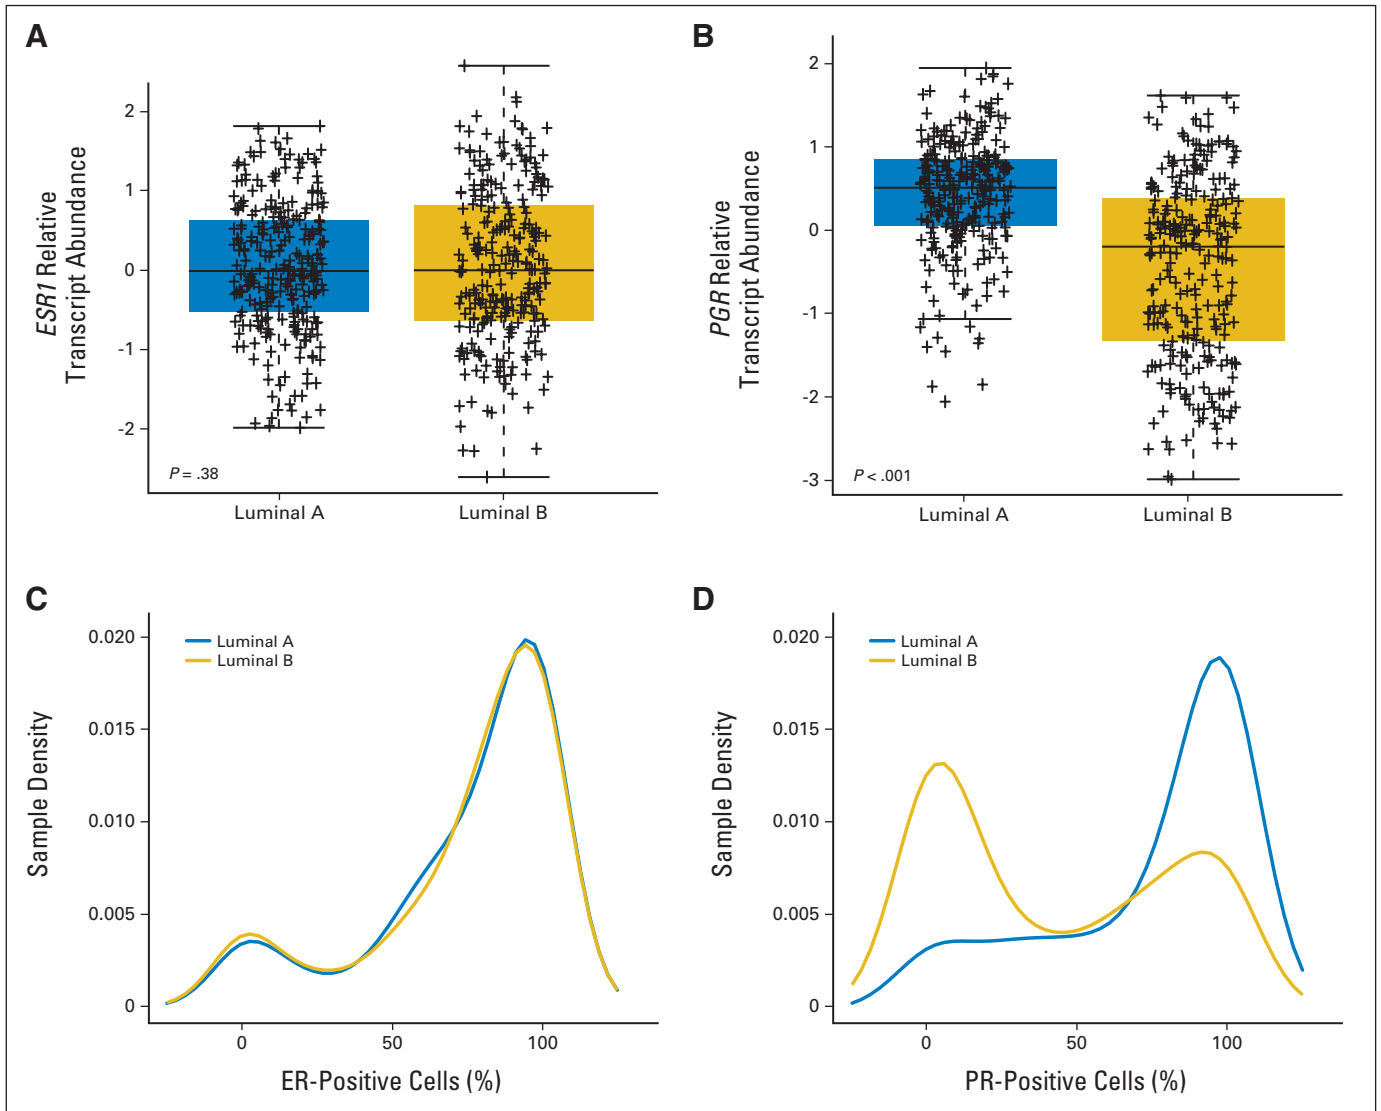 A
ESR1 Relative
Transcript Abundance
2
1
0
-1
-2
P = .38
Luminal A
Luminal B
B
PGR Relative
Transcript Abundance
2
1
0
-1
-2
-3
P < .001
Luminal A
Luminal B
C
Sample Density
0.020
0.015
0.010
0.005
0
Luminal A
Luminal B
0
50
100
ER-Positive Cells (%)
D
Sample Density
0.020
0.015
0.010
0.005
0
Luminal A
Luminal B
0
50
100
PR-Positive Cells (%)